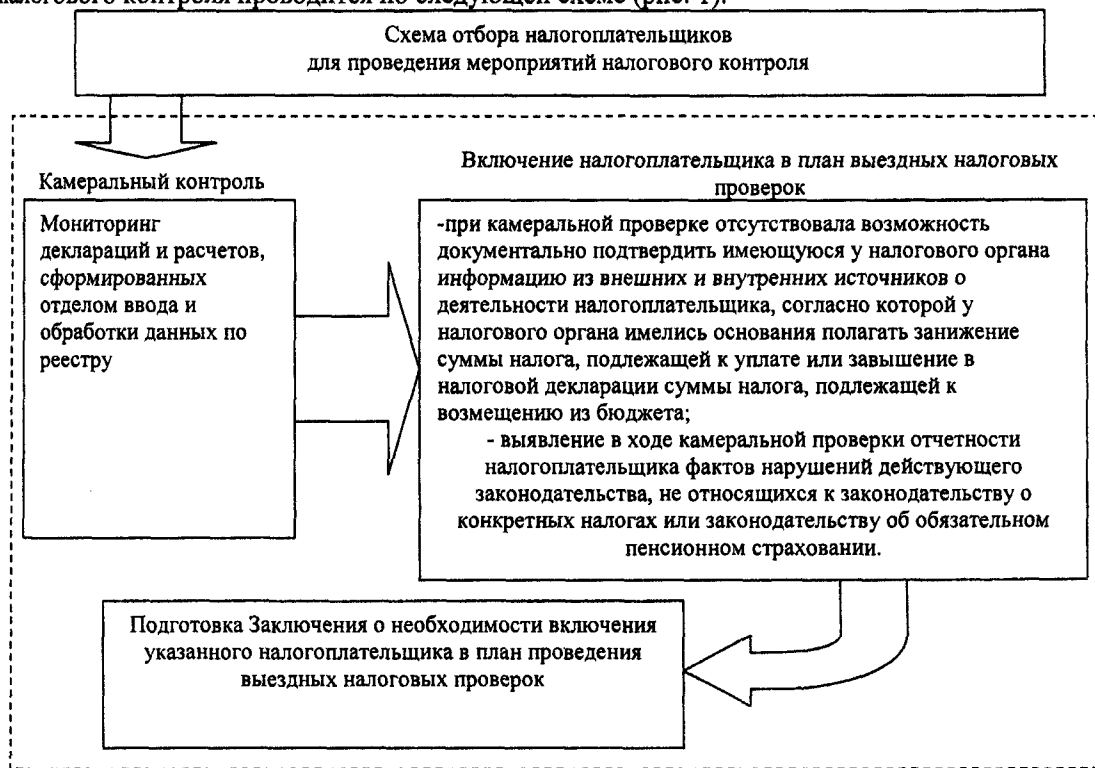 налогового контроля проводится по следующей схеме (рис. 1).
Схема отбора налогоплательщиков
для проведения мероприятий налогового контроля
Камеральный контроль
Мониторинг
деклараций и расчетов,
сформированных
отделом ввода и
обработки данных по
реестру
Включение налогоплательщика в план выездных налоговых
проверок
-при камеральной проверке отсутствовала возможность
документально подтвердить имеющуюся у налогового органа
информацию из внешних и внутренних источников о
деятельности налогоплательщика, согласно которой у
налогового органа имелись основания полагать занижение
суммы налога, подлежащей к уплате или завышение в
налоговой декларации суммы налога, подлежащей к
возмещению из бюджета;
- выявление в ходе камеральной проверки отчетности
налогоплательщика фактов нарушений действующего
законодательства, не относящихся к законодательству о
конкретных налогах или законодательству об обязательном
пенсионном страховании.
Подготовка Заключения о необходимости включения
указанного налогоплательщика в план проведения
выездных налоговых проверок